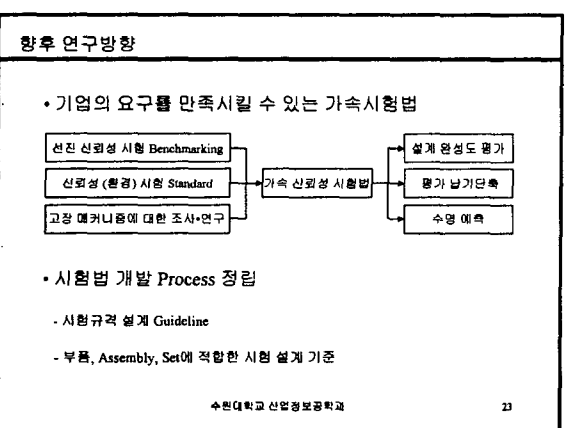 향후 연구방향
• 기업의 요구를 만족시킬 수 있는 가속시험법
선진 신뢰성 시험 Benchmarking
신뢰성 (환경) 시험 Standard
고장 매커니즘에 대한 조사•연구
가속 신뢰성 시험법
설계 완성도 평가
평가 납기단축
수명 예측
• 시험법 개발 Process 정립
- 시험규격 설계 Guideline
- 부품, Assembly, Set에 적합한 시험 설계 기준
수원대학교 산업정보공학과
23